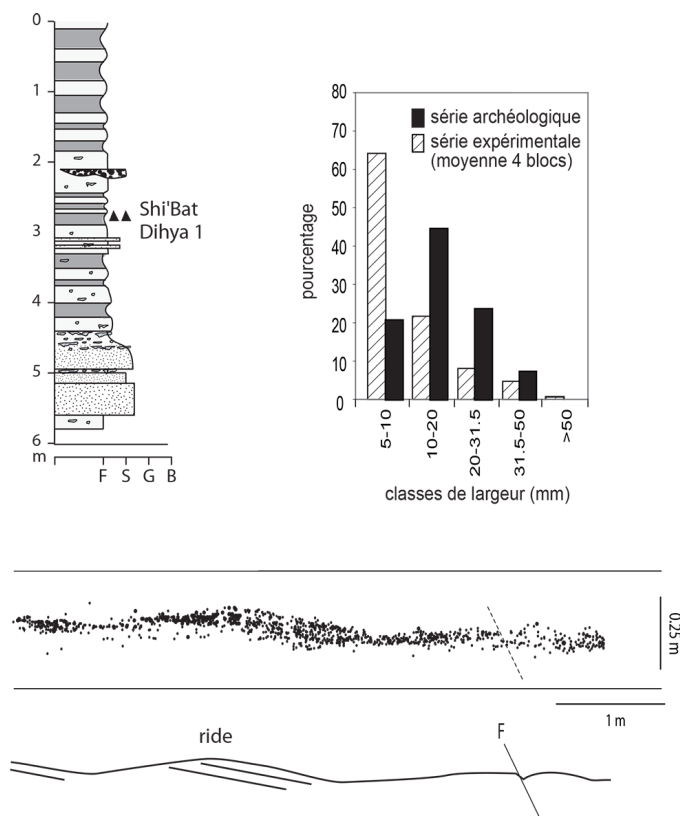 0
1
2
3
4
5
6
m
Shi'Bat
Dihya 1
F S G B
80
70
60
50
40
30
20
10
0
pourcentage
série archéologique
série expérimentale
(moyenne 4 blocs)
5-10
10-20
20-31.5
31.5-50
>50
classes de largeur (mm)
0.25 m
1 m
ride
F